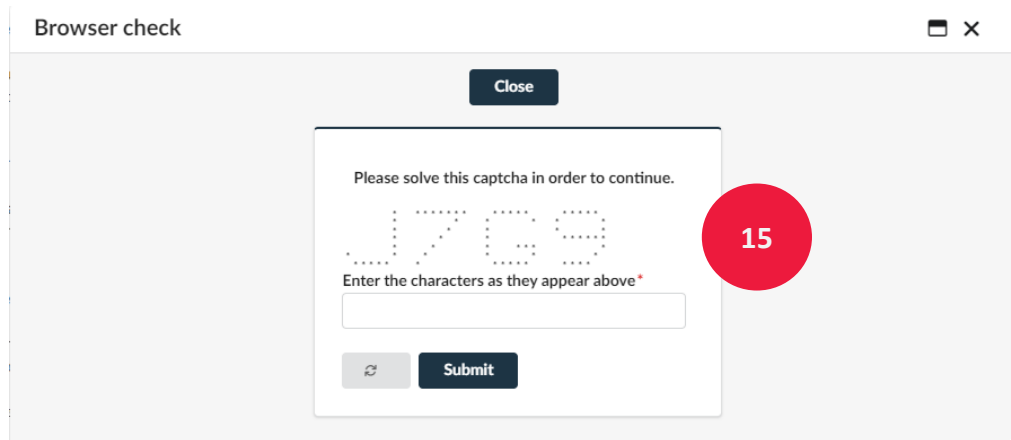 Browser check
Close
Please solve this captcha in order to continue.
J7G9
15
Enter the characters as they appear above*
Submit